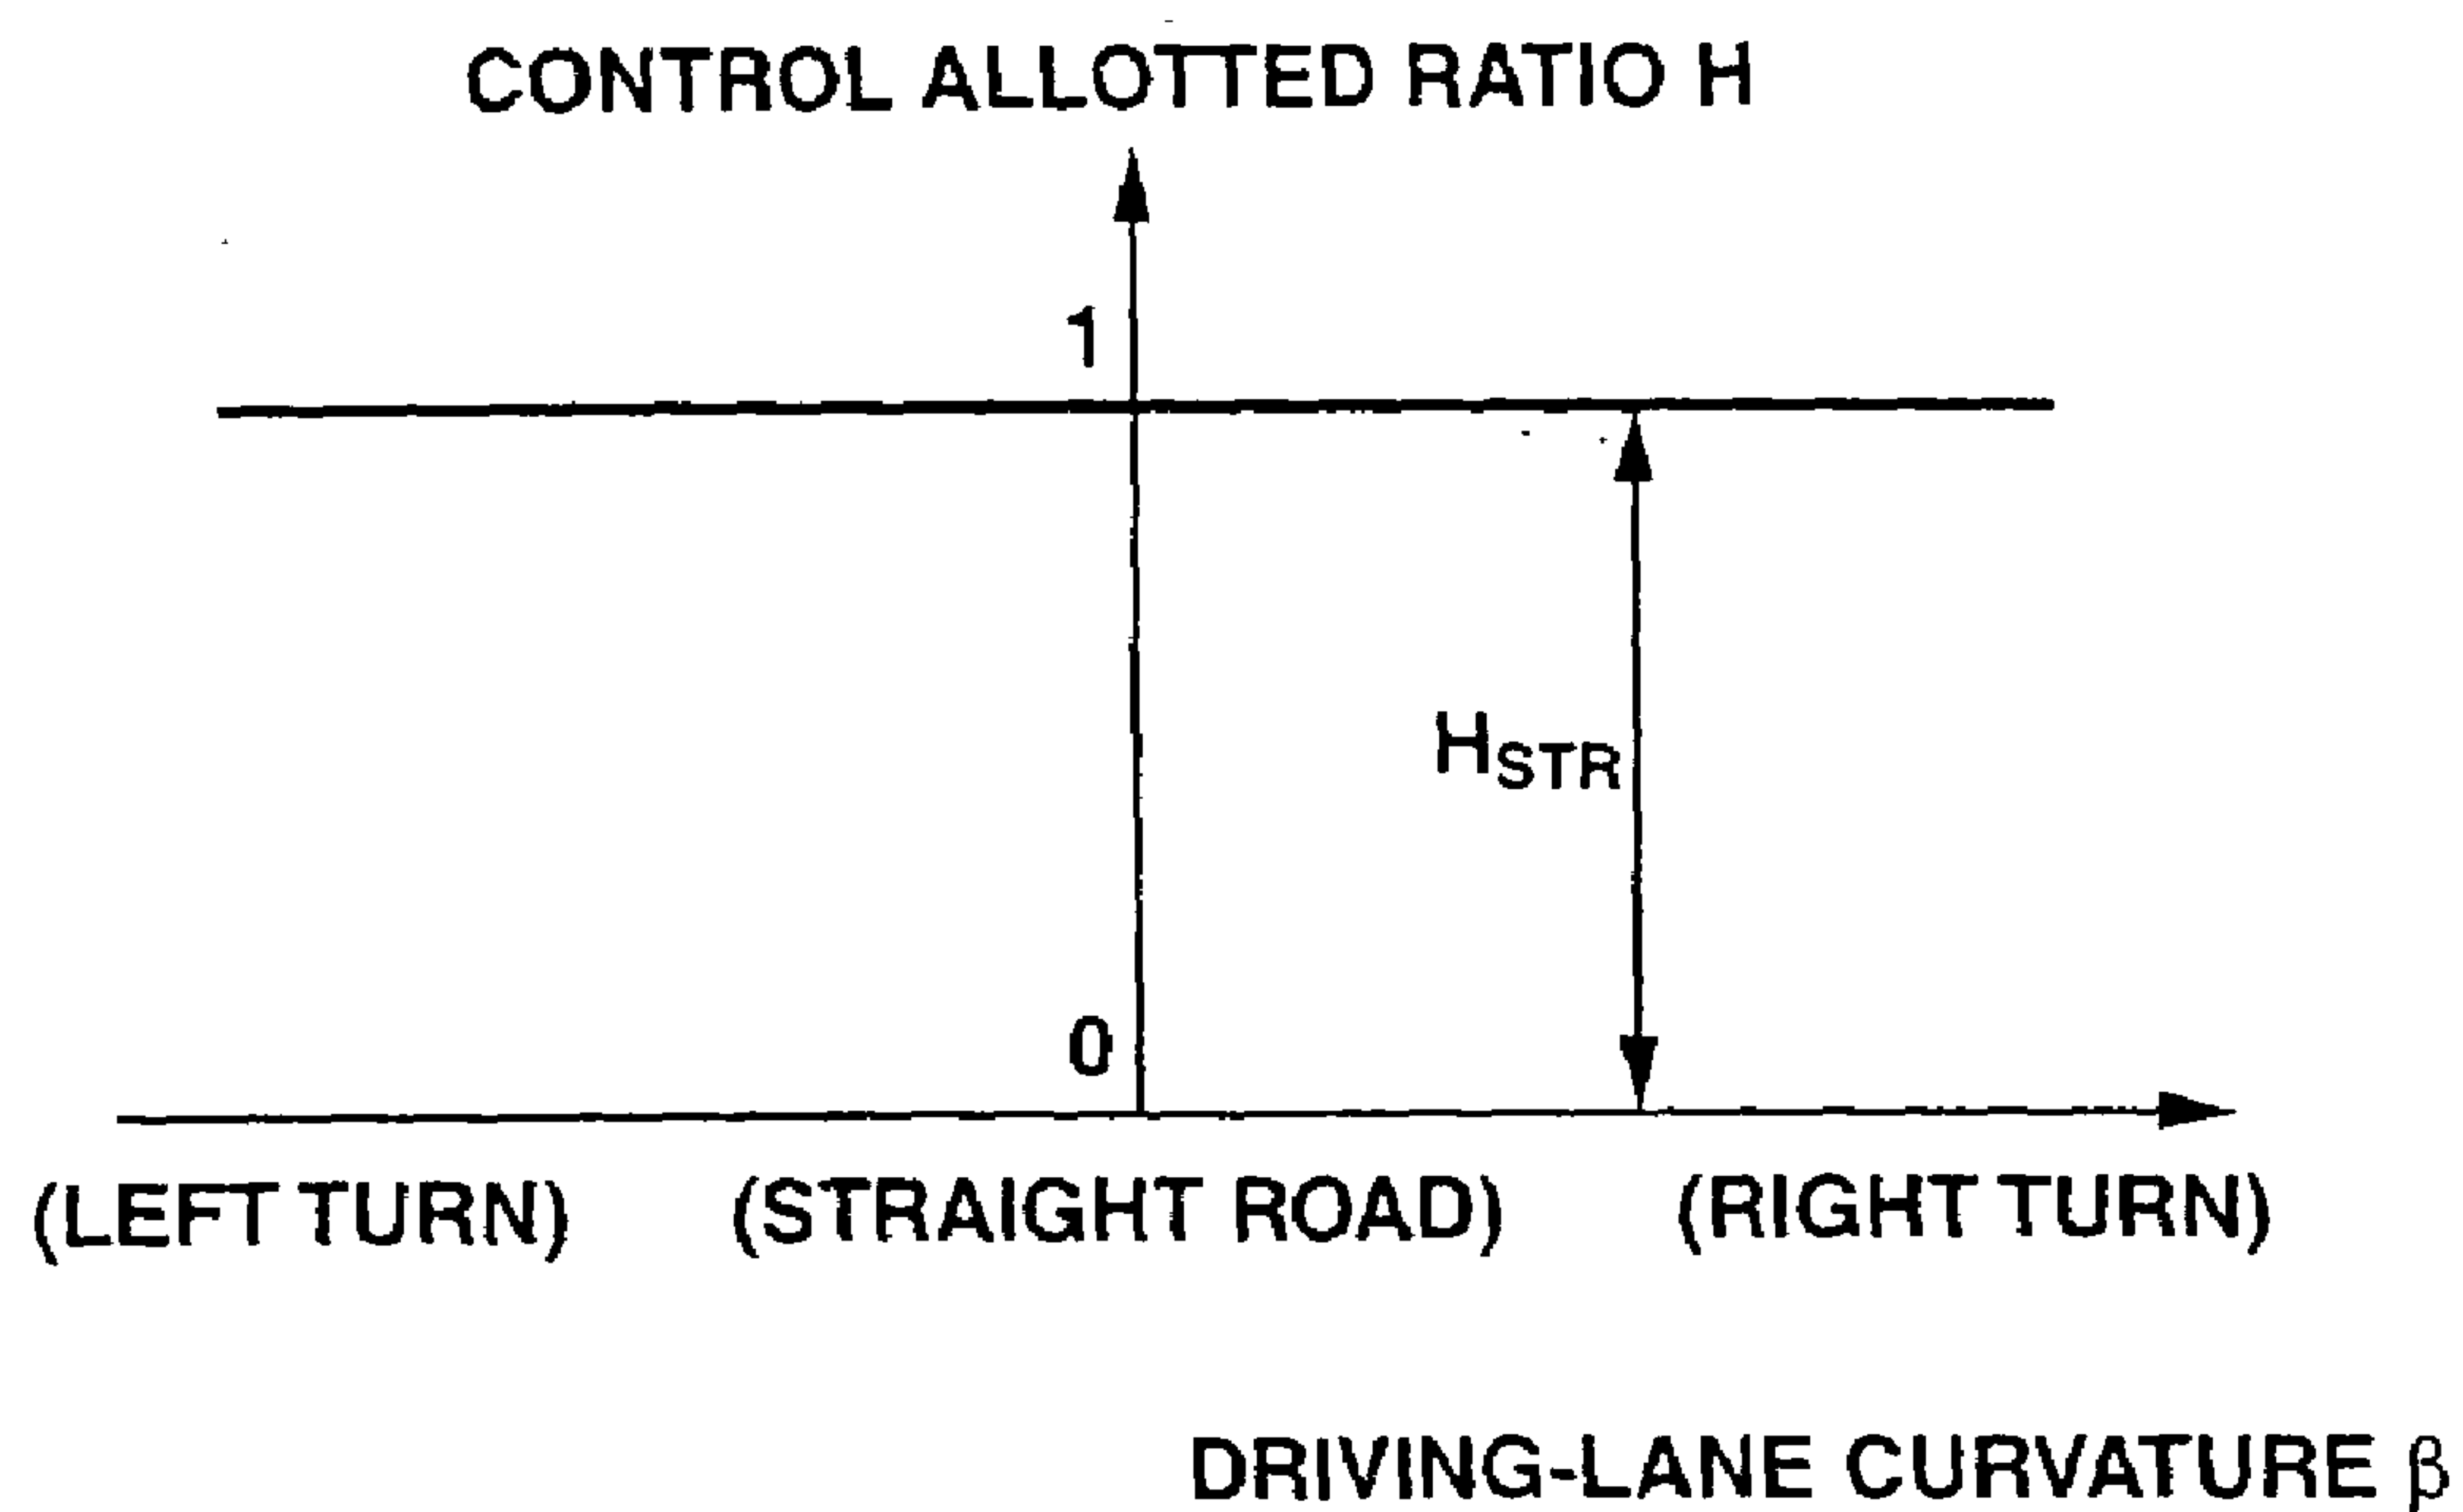 CONTROL ALLOTTED RATIO H
1
HSTR
0
(LEFT TURN) (STRAIGHT ROAD) (RIGHT TURN)
DRIVING-LANE CURVATURE β